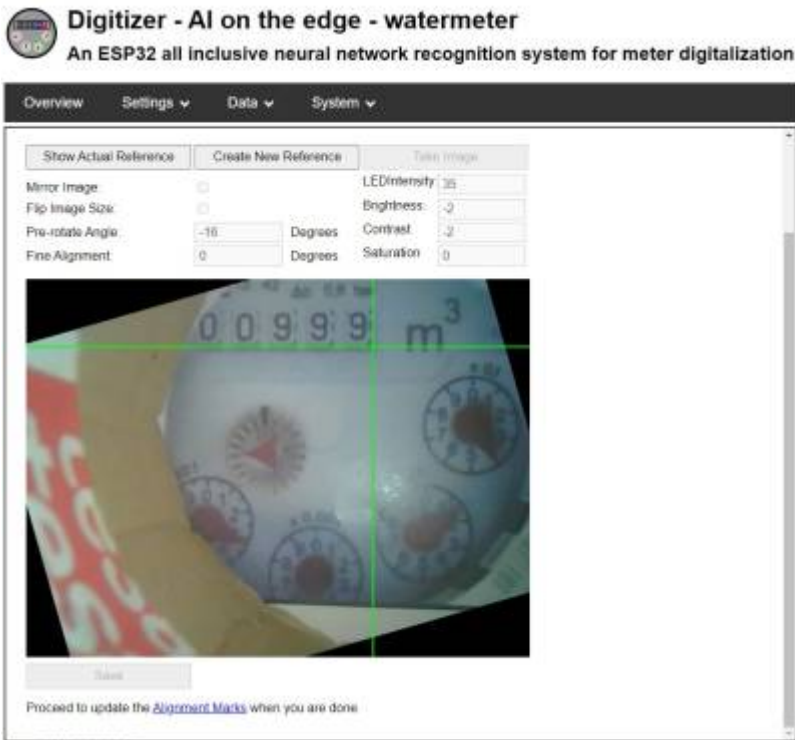 Digitizer - AI on the edge - watermeter
An ESP32 all inclusive neural network recognition system for meter digitalization
Overview Settings Data System
Show Actual Reference Create New Reference Take Image
Mirror Image:
Flip Image Size:
Pre-rotate Angle: -16 Degrees
Fine Alignment: 0 Degrees
LEDIntensity: 35
Brightness: -2
Contrast: -2
Saturation: 0
00999 m³
Save
Proceed to update the Alignment Marks when you are done